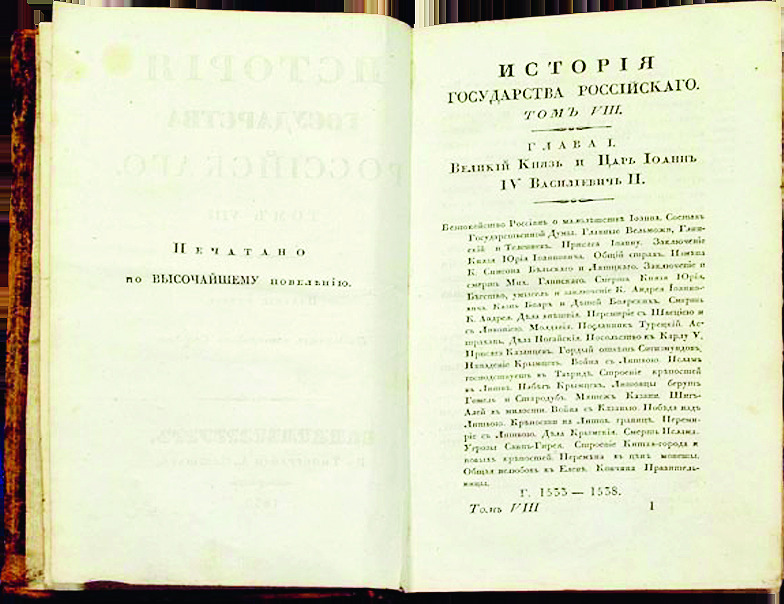 Печатано
по ВЫСОЧАЙШЕМУ повелѣнію.
ИСТОРІЯ
ГОСУДАРСТВА РОССІЙСКАГО.
ТОМЪ VIII.
ГЛАВА I.
Великій Князь и Царь Іоаннъ
IV Василіевичь II.
Безпокойство Россіянъ о малолѣтствѣ Іоанна. Составъ
Государственной Думы. Главные Вельможи, Глин-
скій и Телепневъ. Присяга Іоанну. Заключеніе
Князя Юрія Іоанновича. Общій страхъ. Измѣна
К. Симеона Бѣльскаго и Ляцкаго. Заключеніе и
смерть Мих. Глинскаго. Смерть Князя Юрія.
Бѣгство, умыселъ и заключеніе К. Андрея Іоанно-
вича. Казнь Бояръ и Дѣтей Боярскихъ. Смерть
К. Андрея. Дѣла внѣшнія. Перемиріе съ Швеціею и
съ Ливоніею. Молдавія. Посланникъ Турецкій. Ас-
трахань. Дѣла Ногайскія. Посольство къ Карлу V.
Присяга Казанцевъ. Гордый отвѣтъ Сигизмундовъ.
Нападеніе Крымцевъ. Война съ Литвою. Исламъ
господствуетъ въ Тавридѣ. Строеніе крѣпостей
въ Литвѣ. Набѣгъ Крымцевъ. Литовцы берутъ
Гомель и Стародубъ. Мятежъ Казани. Шигъ-
Алей въ милости. Война съ Казанью. Побѣда надъ
Литвою. Крѣпости на Литов. границѣ. Переми-
ріе съ Литвою. Дѣла Крымскія. Смерть Ислама.
Угрозы Саипъ-Гирея. Строеніе Китая-города и
новыхъ крѣпостей. Перемѣна въ цѣнѣ монеты.
Общая нелюбовь къ Еленѣ. Кончина Правитель-
ницы.
Г. 1533 — 1538.
Томъ VIII 1